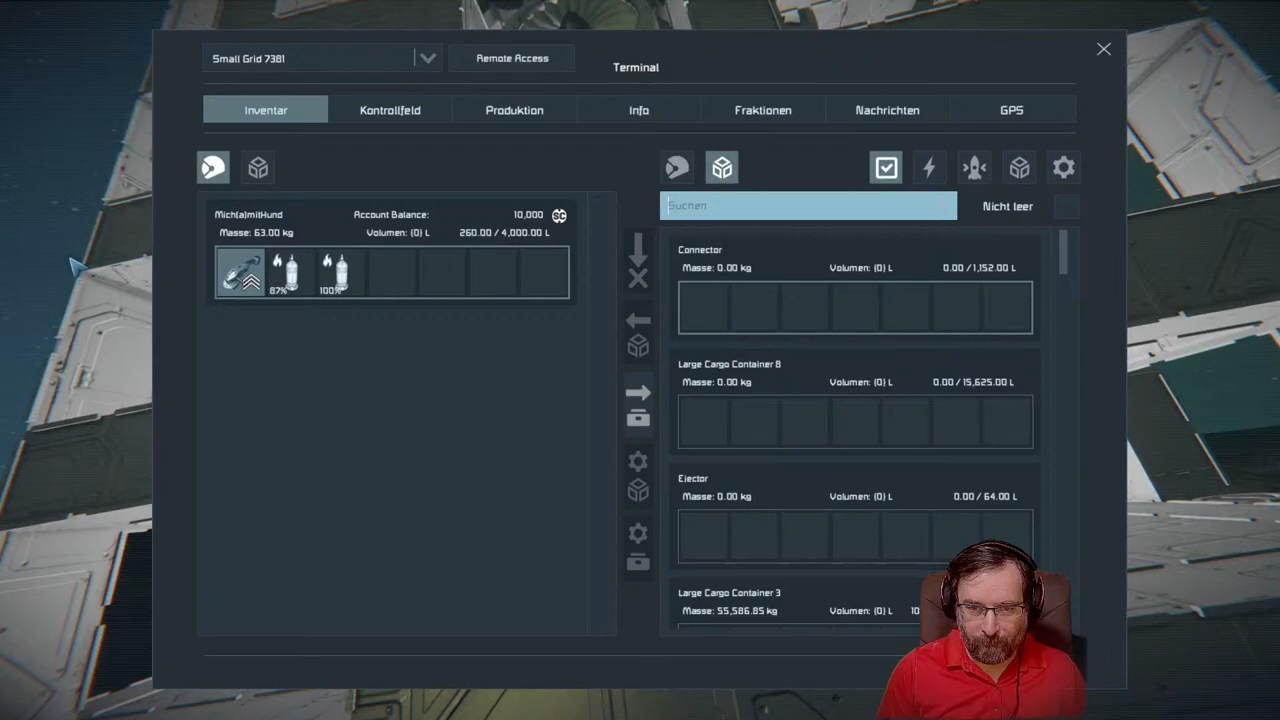 Small Grid 7381
Remote Access
Terminal
Inventar
Kontrollfeld
Produktion
Info
Fraktionen
Nachrichten
GPS
Mich(a)mitHund
Account Balance:
10,000
SC
Masse: 63.00 kg
Volumen: (0) L
260.00 / 4,000.00 L
87%
100%
Suchen
Nicht leer
Connector
Masse: 0.00 kg
Volumen: (0) L
0.00 / 1,152.00 L
Large Cargo Container 8
Masse: 0.00 kg
Volumen: (0) L
0.00 / 15,625.00 L
Ejector
Masse: 0.00 kg
Volumen: (0) L
0.00 / 64.00 L
Large Cargo Container 3
Masse: 55,586.85 kg
Volumen: (0) L
10